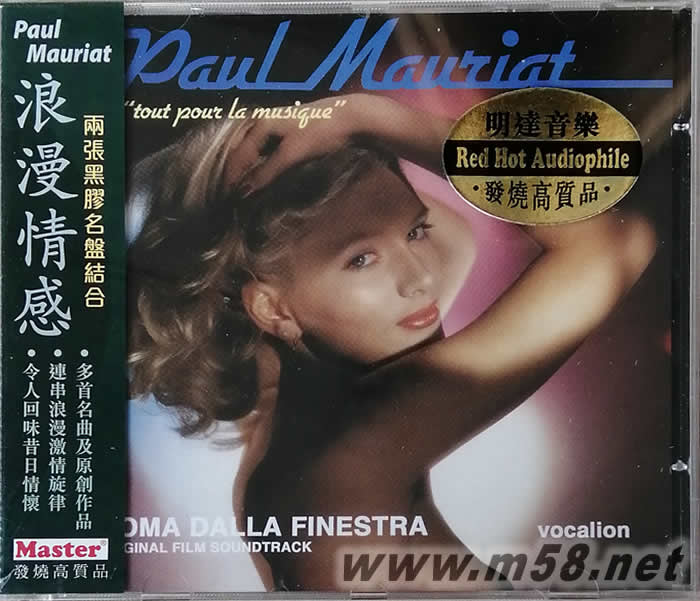 Paul
Mauriat
浪漫情感
兩張黑膠名盤結合
·多首名曲及原創作品
·連串浪漫激情旋律
·令人回味昔日情懷
Master®
發燒高質品
Paul Mauriat
"tout pour la musique"
明達音樂
Red Hot Audiophile
·發燒高質品·
OMA DALLA FINESTRA
GINAL FILM SOUNDTRACK
vocalion
www.m58.net